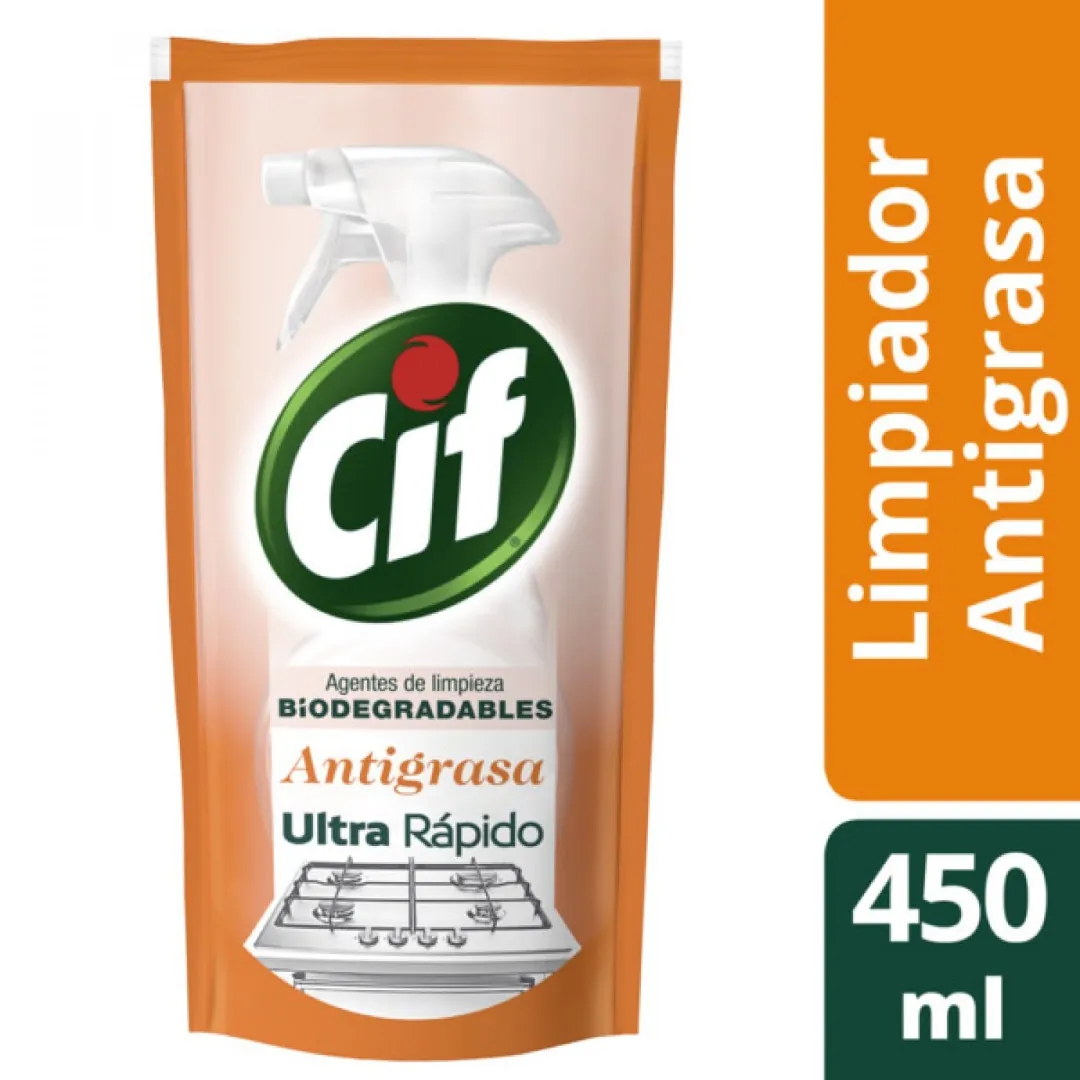 Cif
Agentes de limpieza
BiODEGRADABLES
Antigrasa
Ultra Rápido
Limpiador
Antigrasa
450
ml